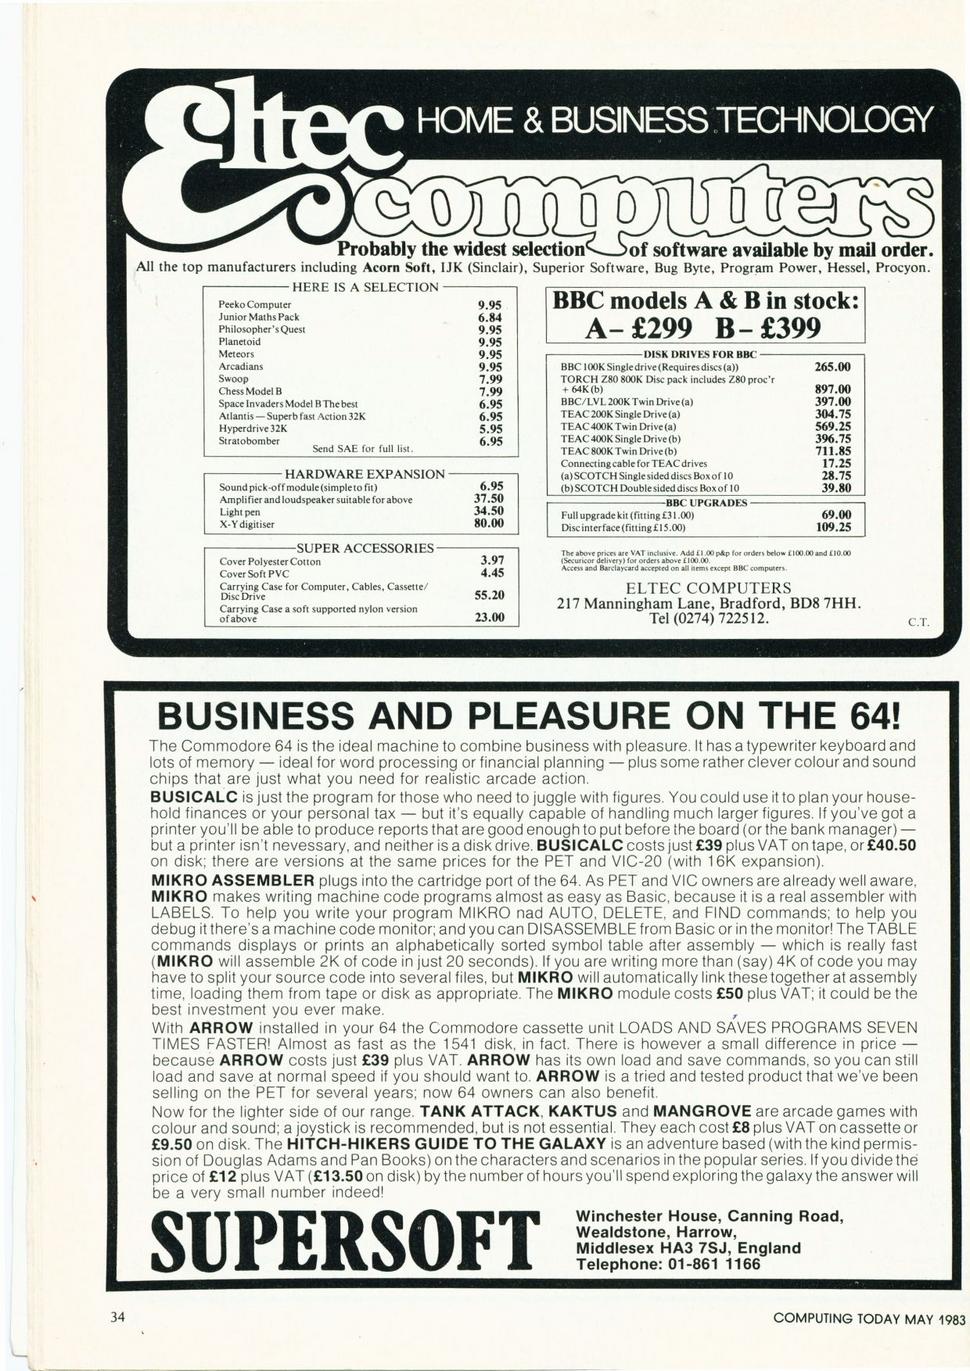 Eltec HOME & BUSINESS TECHNOLOGY
computers
Probably the widest selection of software available by mail order.
All the top manufacturers including Acorn Soft, IJK (Sinclair), Superior Software, Bug Byte, Program Power, Hessel, Procyon.
HERE IS A SELECTION
Peeko Computer 9.95
Junior Maths Pack 6.84
Philosopher's Quest 9.95
Planetoid 9.95
Meteors 9.95
Arcadians 9.95
Swoop 7.99
Chess Model B 7.99
Space Invaders Model B The best 6.95
Atlantis — Superb fast Action 32K 6.95
Hyperdrive 32K 5.95
Stratobomber 6.95
Send SAE for full list.
HARDWARE EXPANSION
Sound pick-off module (simple to fit) 6.95
Amplifier and loudspeaker suitable for above 37.50
Light pen 34.50
X-Y digitiser 80.00
SUPER ACCESSORIES
Cover Polyester Cotton 3.97
Cover Soft PVC 4.45
Carrying Case for Computer, Cables, Cassette/
Disc Drive 55.20
Carrying Case a soft supported nylon version
of above 23.00
BBC models A & B in stock:
A – £299 B – £399
DISK DRIVES FOR BBC
BBC 100K Single drive (Requires discs (a)) 265.00
TORCH Z80 800K Disc pack includes Z80 proc'r
+ 64K (b) 897.00
BBC/LVL 200K Twin Drive (a) 397.00
TEAC 200K Single Drive (a) 304.75
TEAC 400K Twin Drive (a) 569.25
TEAC 400K Single Drive (b) 396.75
TEAC 800K Twin Drive (b) 711.85
Connecting cable for TEAC drives 17.25
(a) SCOTCH Single sided discs Box of 10 28.75
(b) SCOTCH Double sided discs Box of 10 39.80
BBC UPGRADES
Full upgrade kit (fitting £31.00) 69.00
Disc interface (fitting £15.00) 109.25
The above prices are VAT inclusive. Add £1.00 p&p for orders below £100.00 and £10.00
(Securicor delivery) for orders above £100.00.
Access and Barclaycard accepted on all items except BBC computers.
ELTEC COMPUTERS
217 Manningham Lane, Bradford, BD8 7HH.
Tel (0274) 722512.
C.T.
BUSINESS AND PLEASURE ON THE 64!
The Commodore 64 is the ideal machine to combine business with pleasure. It has a typewriter keyboard and
lots of memory — ideal for word processing or financial planning — plus some rather clever colour and sound
chips that are just what you need for realistic arcade action.
BUSICALC is just the program for those who need to juggle with figures. You could use it to plan your house-
hold finances or your personal tax — but it's equally capable of handling much larger figures. If you've got a
printer you'll be able to produce reports that are good enough to put before the board (or the bank manager) —
but a printer isn't nevessary, and neither is a disk drive. BUSICALC costs just £39 plus VAT on tape, or £40.50
on disk; there are versions at the same prices for the PET and VIC-20 (with 16K expansion).
MIKRO ASSEMBLER plugs into the cartridge port of the 64. As PET and VIC owners are already well aware,
MIKRO makes writing machine code programs almost as easy as Basic, because it is a real assembler with
LABELS. To help you write your program MIKRO nad AUTO, DELETE, and FIND commands; to help you
debug it there's a machine code monitor; and you can DISASSEMBLE from Basic or in the monitor! The TABLE
commands displays or prints an alphabetically sorted symbol table after assembly — which is really fast
(MIKRO will assemble 2K of code in just 20 seconds). If you are writing more than (say) 4K of code you may
have to split your source code into several files, but MIKRO will automatically link these together at assembly
time, loading them from tape or disk as appropriate. The MIKRO module costs £50 plus VAT; it could be the
best investment you ever make.
With ARROW installed in your 64 the Commodore cassette unit LOADS AND SAVES PROGRAMS SEVEN
TIMES FASTER! Almost as fast as the 1541 disk, in fact. There is however a small difference in price —
because ARROW costs just £39 plus VAT. ARROW has its own load and save commands, so you can still
load and save at normal speed if you should want to. ARROW is a tried and tested product that we've been
selling on the PET for several years; now 64 owners can also benefit.
Now for the lighter side of our range. TANK ATTACK, KAKTUS and MANGROVE are arcade games with
colour and sound; a joystick is recommended, but is not essential. They each cost £8 plus VAT on cassette or
£9.50 on disk. The HITCH-HIKERS GUIDE TO THE GALAXY is an adventure based (with the kind permis-
sion of Douglas Adams and Pan Books) on the characters and scenarios in the popular series. If you divide the
price of £12 plus VAT (£13.50 on disk) by the number of hours you'll spend exploring the galaxy the answer will
be a very small number indeed!
SUPERSOFT
Winchester House, Canning Road,
Wealdstone, Harrow,
Middlesex HA3 7SJ, England
Telephone: 01-861 1166
34
COMPUTING TODAY MAY 1983